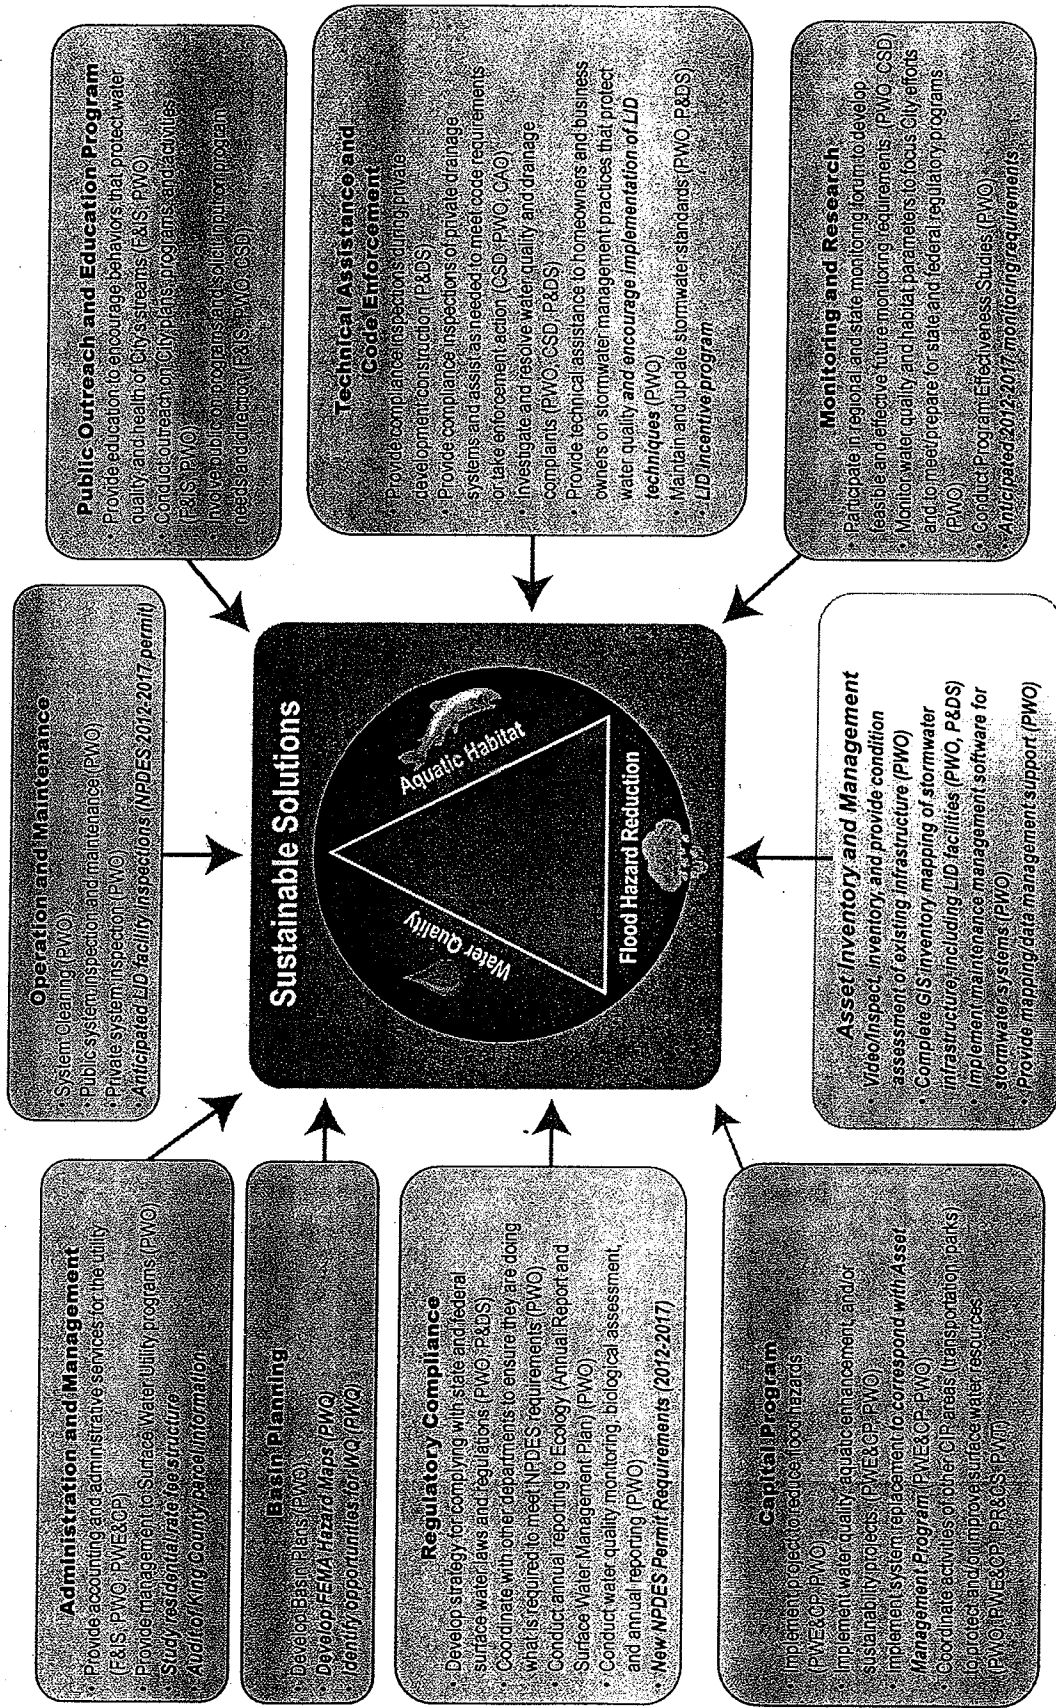 Administration and Management
• Provide accounting and administrative services for the utility
(F&IS, PWO, PWE&CP)
• Provide management to Surface Water Utility programs (PWO)
• Study residential rate fee structure
• Audit of King County parcel information
Basin Planning
• Develop Basin Plans (PWO)
• Develop FEMA Hazard Maps (PWO)
• Identify opportunities for WQ (PWO)
Regulatory Compliance
• Develop strategy for complying with state and federal
surface water laws and regulations (PWO, P&DS)
• Coordinate with other departments to ensure they are doing
what is required to meet NPDES requirements (PWO)
• Conduct annual reporting to Ecology (Annual Report and
Surface Water Management Plan) (PWO)
• Conduct water quality monitoring, biological assessment,
and annual reporting (PWO)
• New NPDES Permit Requirements (2012-2017)
Capital Program
• Implement projects to reduce flood hazards
(PWE&CP, PWO)
• Implement water quality, aquatic enhancement, and/or
sustainability projects (PWE&CP, PWO)
• Implement system replacement to correspond with Asset
Management Program (PWE&CP, PWO)
• Coordinate activities of other CIP areas (transportation, parks)
to protect and/or improve surface water resources
(PWO, PWE&CP, PR&CS, PWT)
Operation and Maintenance
• System Cleaning (PWO)
• Public system inspection and maintenance (PWO)
• Private system inspection (PWO)
Anticipated LID facility inspections (NPDES 2012-2017 permit)
Sustainable Solutions
Water Quality
Aquatic Habitat
Flood Hazard Reduction
Asset Inventory and Management
• Video/Inspect, inventory, and provide condition
assessment of existing infrastructure (PWO)
• Complete GIS inventory mapping of stormwater
infrastructure, including LID facilities (PWO, P&DS)
• Implement maintenance management software for
stormwater systems (PWO)
• Provide mapping/data management support (PWO)
Public Outreach and Education Program
• Provide education to encourage behaviors that protect water
quality and health of City's streams (F&IS, PWO)
• Conduct outreach on City plans, programs, and activities
(F&IS, PWO)
• Involve public on programs and solicit input on program
needs and direction (F&IS, PWO, CSD)
Technical Assistance and
Code Enforcement
• Provide compliance inspections during private
development construction (P&DS)
• Provide compliance inspections of private drainage
systems and assist as needed to meet code requirements
or take enforcement action (CSD, PWO, CAO)
• Investigate and resolve water quality and drainage
complaints (PWO, CSD, P&DS)
• Provide technical assistance to homeowners and business
owners on stormwater management practices that protect
water quality and encourage implementation of LID
techniques (PWO)
• Maintain and update stormwater standards (PWO, P&DS)
• LID incentive program
Monitoring and Research
• Participate in regional and state monitoring forum to develop
feasible and effective future monitoring requirements (PWO, CSD)
• Monitor water quality and habitat parameters to focus City efforts
and to meet/prepare for state and federal regulatory programs
(PWO)
• Conduct Program Effectiveness Studies (PWO)
Anticipated 2012-2017 monitoring requirements